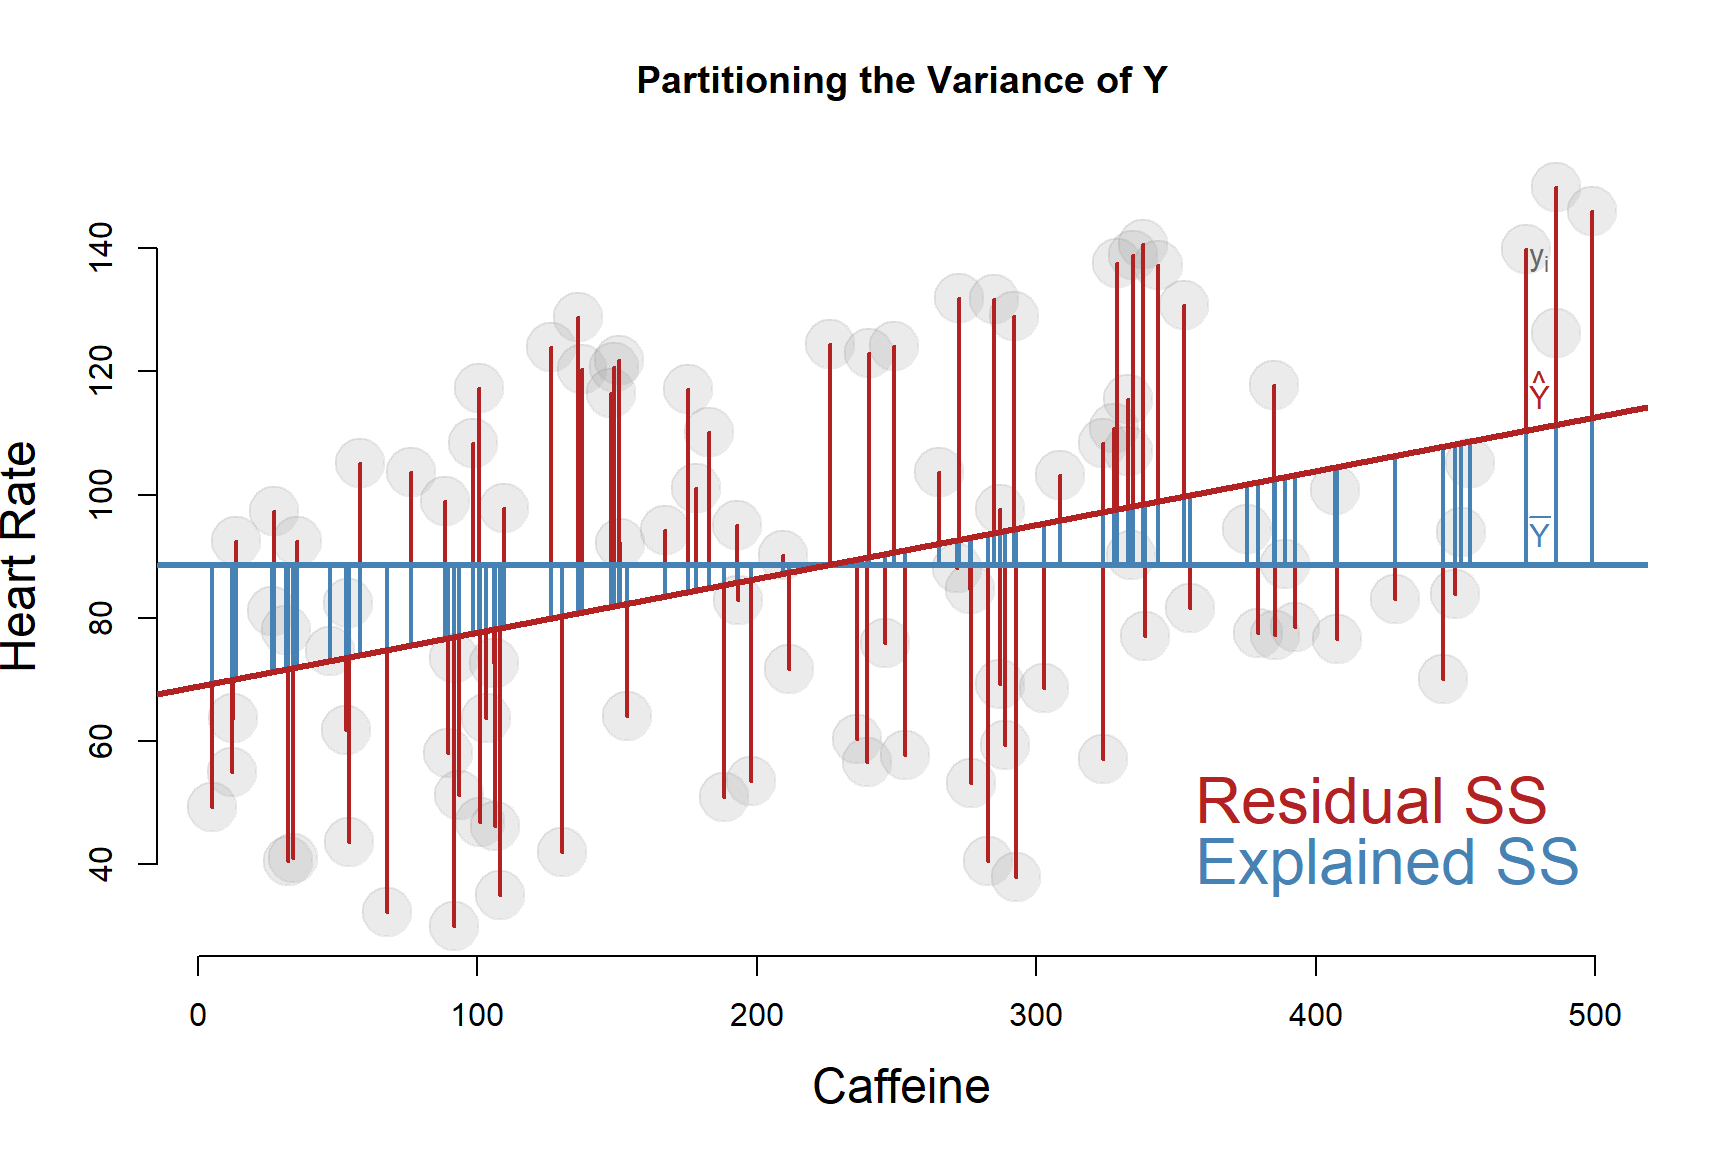 Partitioning the Variance of Y
Heart Rate
140
120
100
80
60
40
yᵢ
Ŷ
Y̅
Residual SS
Explained SS
0 100 200 300 400 500
Caffeine